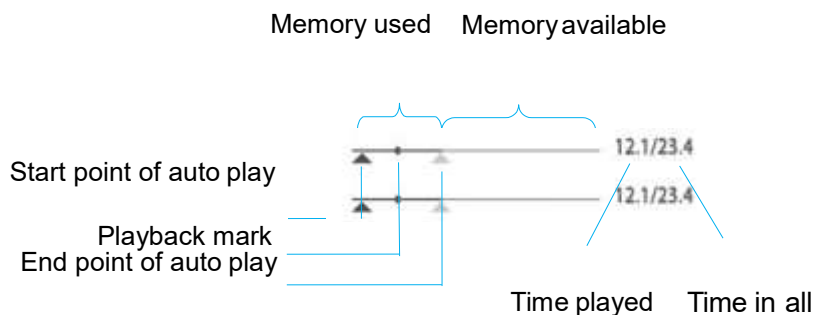 Memory used Memory available
12.1/23.4
Start point of auto play
12.1/23.4
Playback mark
End point of auto play
Time played Time in all